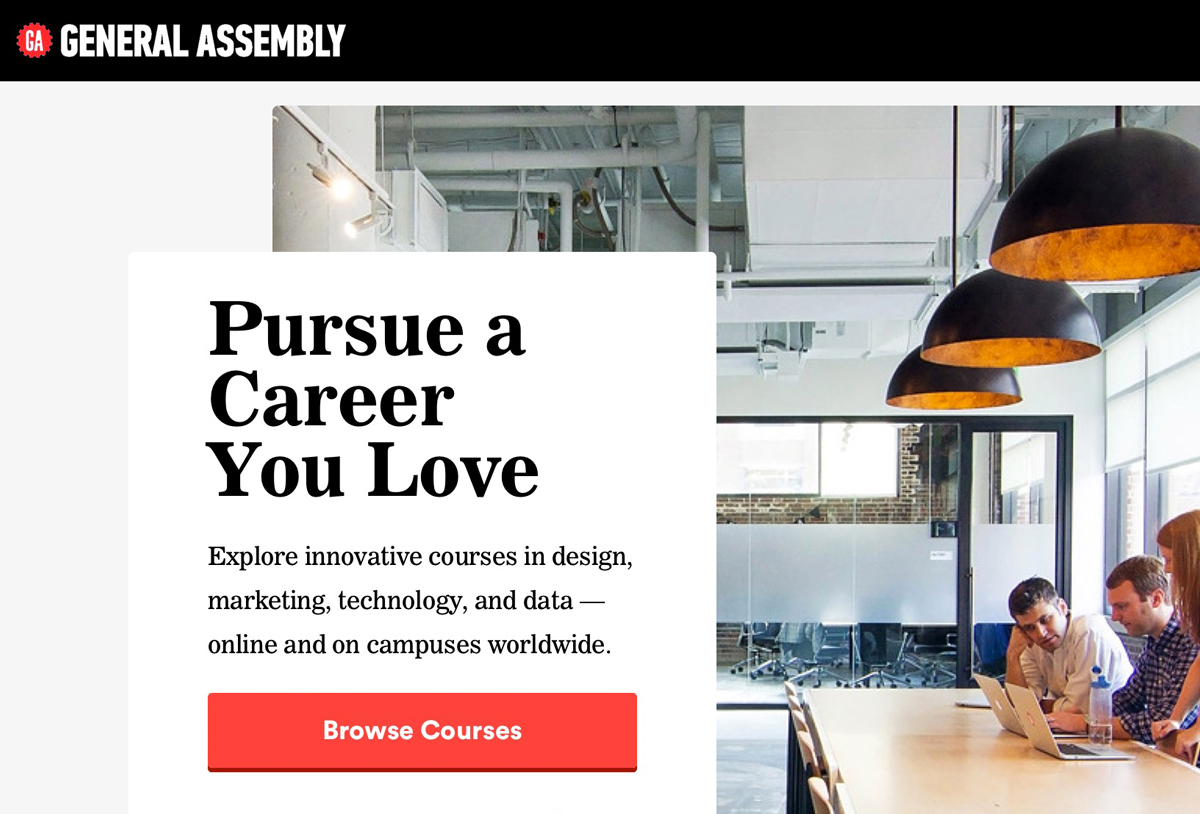 GA GENERAL ASSEMBLY
Pursue a
Career
You Love
Explore innovative courses in design,
marketing, technology, and data —
online and on campuses worldwide.
Browse Courses